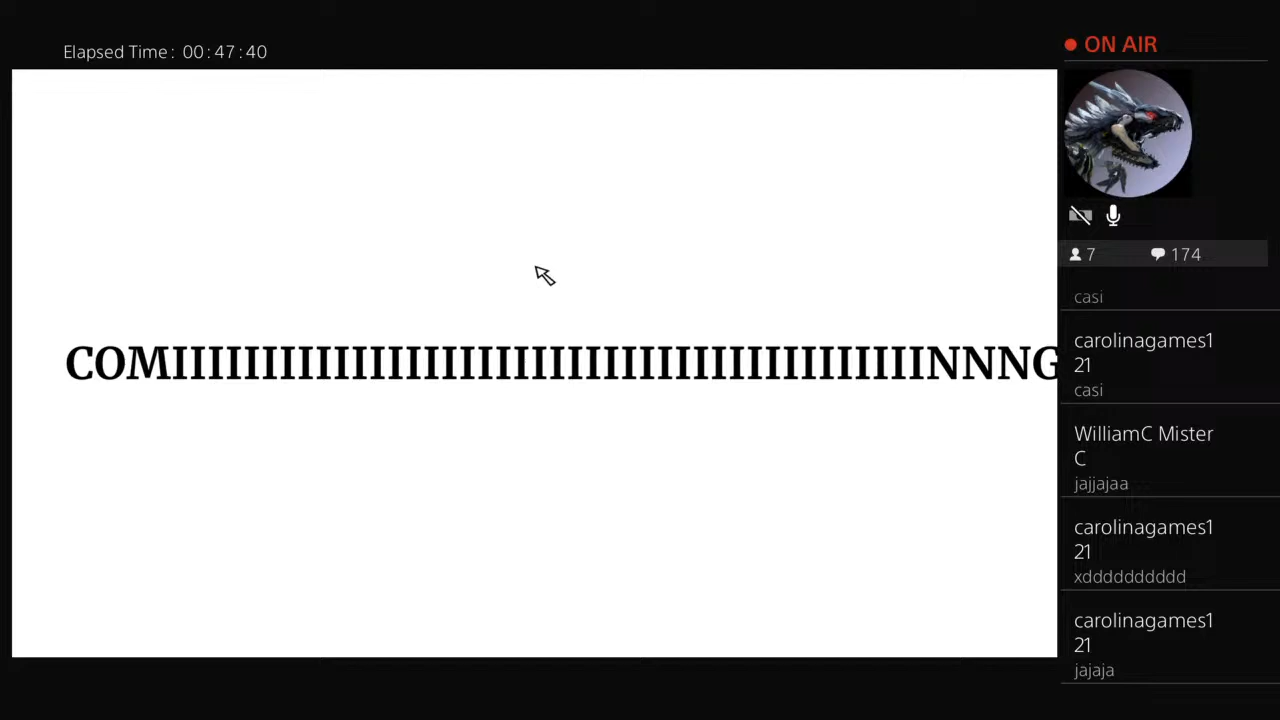 Elapsed Time: 00:47:40
ON AIR
7 174
casi
carolinagames1
21
casi
WilliamC Mister
C
jajjajaa
carolinagames1
21
xdddddddddd
carolinagames1
21
jajaja
COMIIIIIIIIIIIIIIIIIIIIIIIIIIIIIIIIIIIIIIIIIINNNG